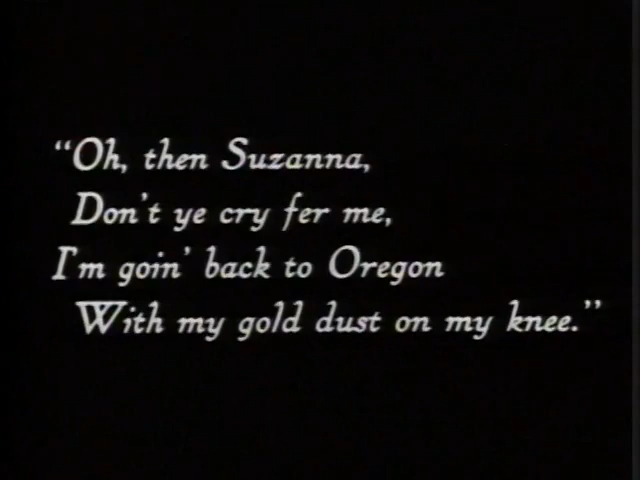 “Oh, then Suzanna,
Don't ye cry fer me,
I'm goin' back to Oregon
With my gold dust on my knee.”